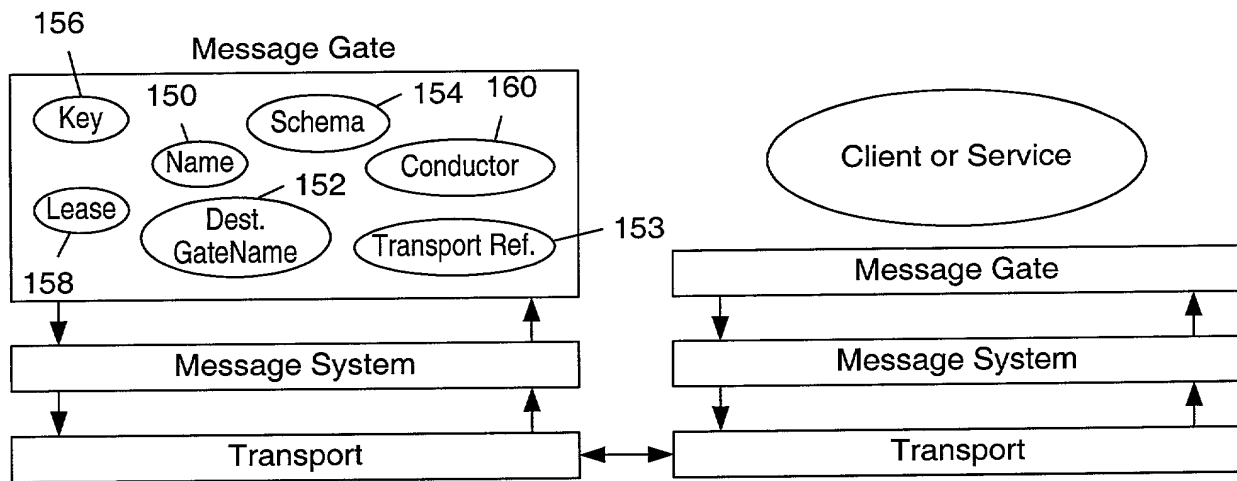 156
Message Gate
150
154
160
Key
Schema
Name
Conductor
Client or Service
152
Lease
Dest.
GateName
Transport Ref.
153
158
Message Gate
Message System
Message System
Transport
Transport